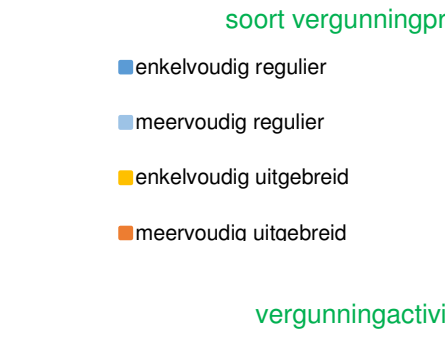 soort vergunningpr
enkelvoudig regulier
meervoudig regulier
enkelvoudig uitgebreid
meervoudig uitgebreid
vergunningactivi